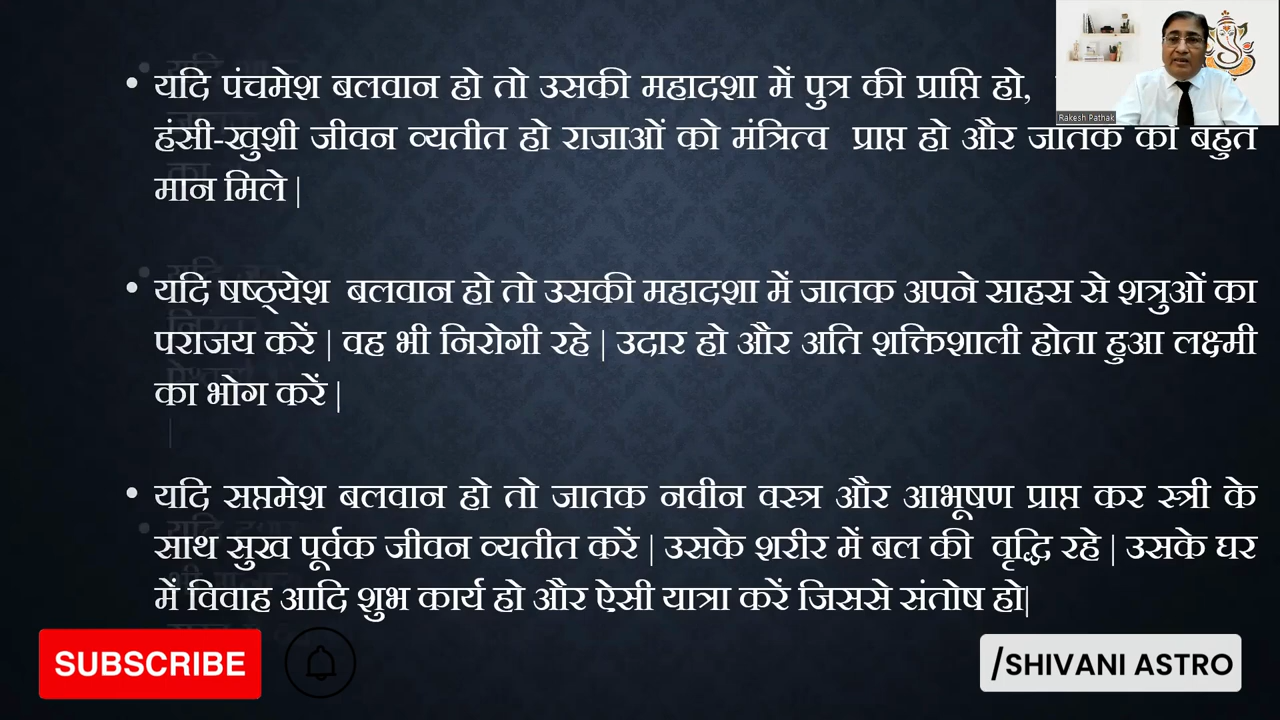 • यदि पंचमेश बलवान हो तो उसकी महादशा में पुत्र की प्राप्ति हो,
Rakesh Pathak
हंसी-खुशी जीवन व्यतीत हो राजाओं को मंत्रित्व प्राप्त हो और जातक को बहुत
मान मिले |
• यदि षष्ठ्येश बलवान हो तो उसकी महादशा में जातक अपने साहस से शत्रुओं का
पराजय करें | वह भी निरोगी रहे | उदार हो और अति शक्तिशाली होता हुआ लक्ष्मी
का भोग करें |
• यदि सप्तमेश बलवान हो तो जातक नवीन वस्त्र और आभूषण प्राप्त कर स्त्री के
साथ सुख पूर्वक जीवन व्यतीत करें | उसके शरीर में बल की वृद्धि रहे | उसके घर
में विवाह आदि शुभ कार्य हो और ऐसी यात्रा करें जिससे संतोष हो|
SUBSCRIBE
/SHIVANI ASTRO